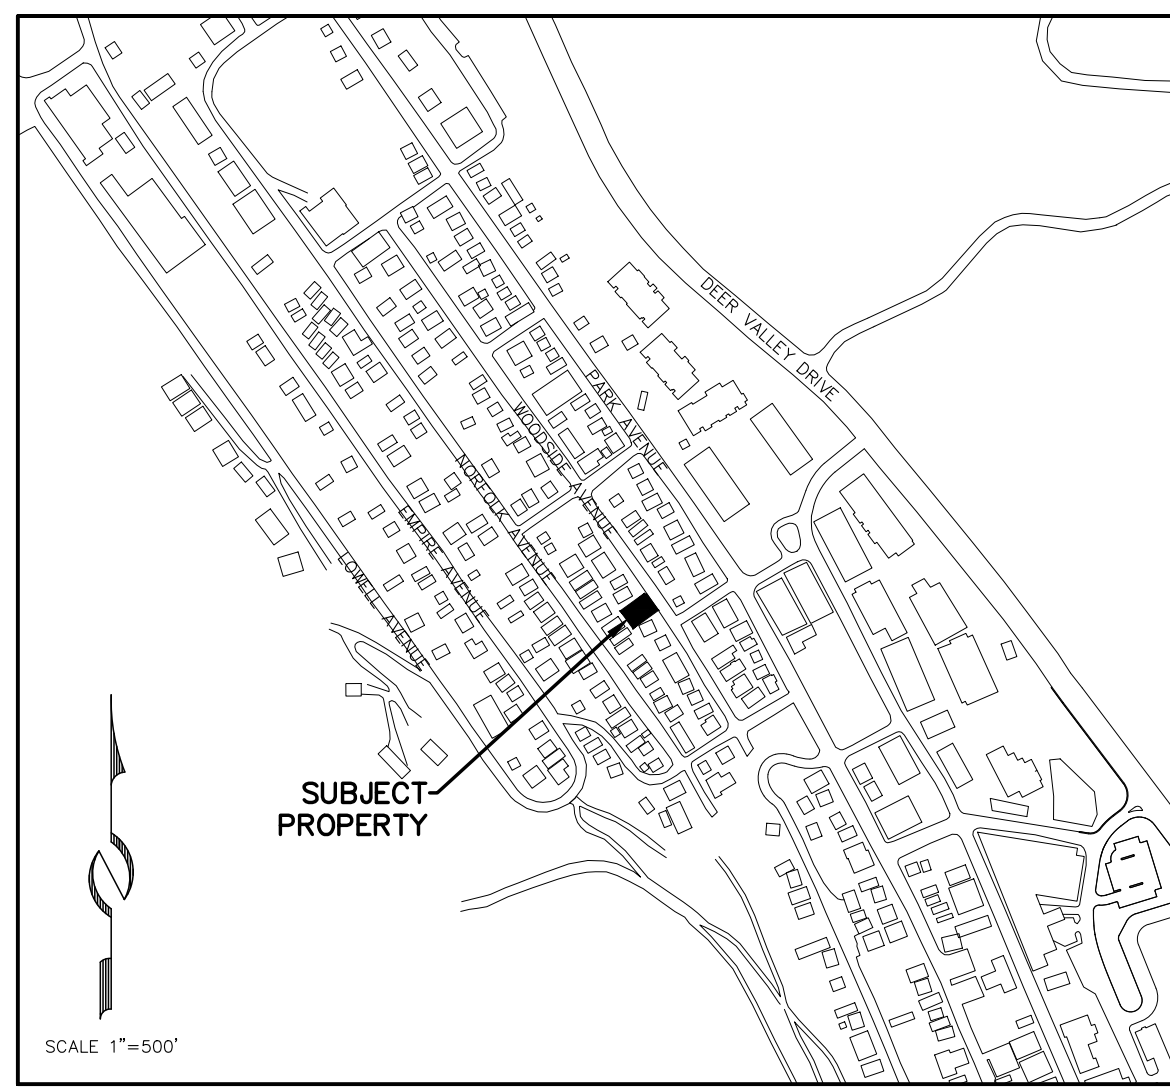 DEER VALLEY DRIVE
PARK AVENUE
WOODSIDE AVENUE
NORFOLK AVENUE
EMPIRE AVENUE
LOWELL AVENUE
SUBJECT
PROPERTY
SCALE 1"=500'